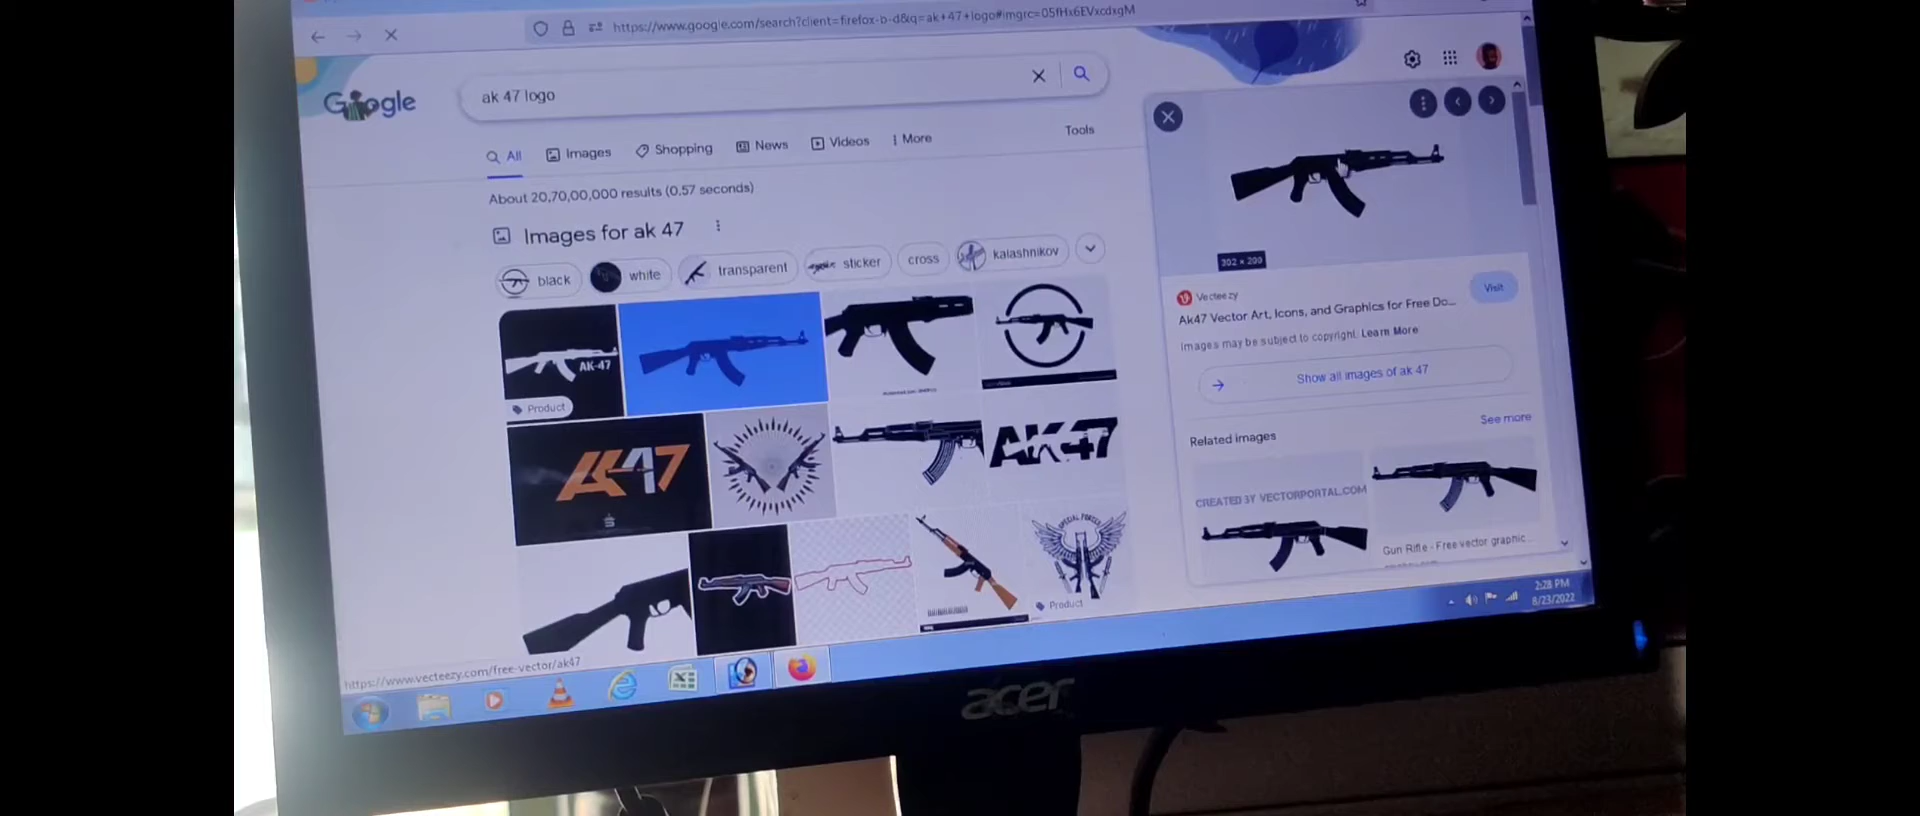 https://www.google.com/search?client=firefox-b-d&q=ak+47+logo#imgrc=05fHx6EVxcdxgM
Google
ak 47 logo
All
Images
Shopping
News
Videos
More
Tools
About 20,70,00,000 results (0.57 seconds)
Images for ak 47
black
white
transparent
sticker
cross
kalashnikov
AK-47
Product
AK47
AK47
SPECIAL FORCES
Product
302 × 200
Vecteezy
Visit
Ak47 Vector Art, Icons, and Graphics for Free Do...
Images may be subject to copyright. Learn More
Show all images of ak 47
See more
Related images
CREATED BY VECTORPORTAL.COM
Gun Rifle - Free vector graphic ...
https://www.vecteezy.com/free-vector/ak47
2:28 PM
8/23/2022
acer